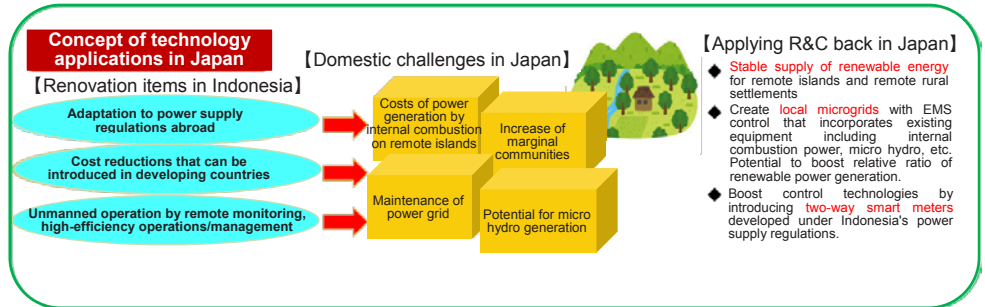 Concept of technology
applications in Japan
【Renovation items in Indonesia】
Adaptation to power supply
regulations abroad
Cost reductions that can be
introduced in developing countries
Unmanned operation by remote monitoring,
high-efficiency operations/management
【Domestic challenges in Japan】
Costs of power
generation by
internal combustion
on remote islands
Increase of
marginal
communities
Maintenance of
power grid
Potential for micro
hydro generation
【Applying R&C back in Japan】
◆ Stable supply of renewable energy
for remote islands and remote rural
settlements
◆ Create local microgrids with EMS
control that incorporates existing
equipment including internal
combustion power, micro hydro, etc.
Potential to boost relative ratio of
renewable power generation.
◆ Boost control technologies by
introducing two-way smart meters
developed under Indonesia's power
supply regulations.